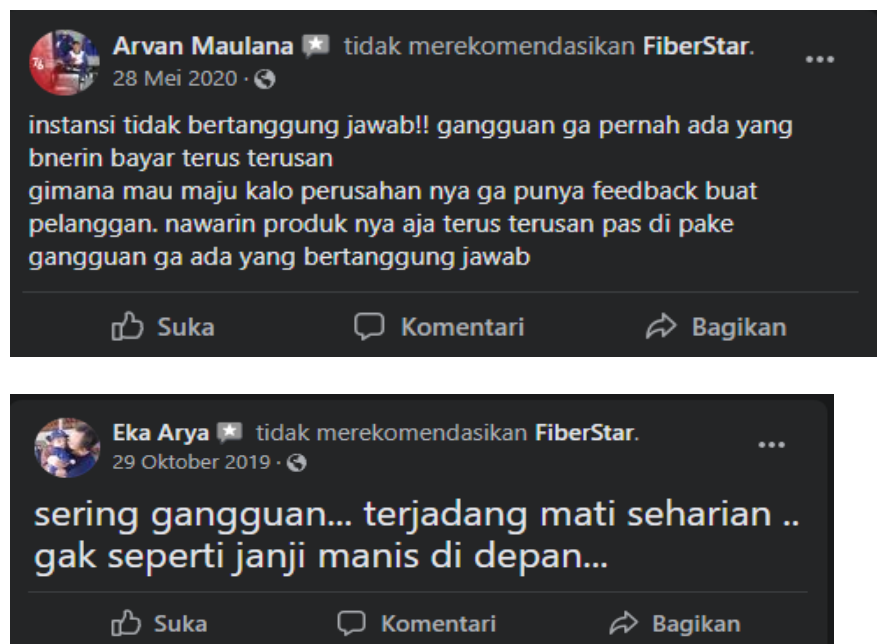 Arvan Maulana tidak merekomendasikan FiberStar.
28 Mei 2020 ·
instansi tidak bertanggung jawab!! gangguan ga pernah ada yang
bnerin bayar terus terusan
gimana mau maju kalo perusahan nya ga punya feedback buat
pelanggan. nawarin produk nya aja terus terusan pas di pake
gangguan ga ada yang bertanggung jawab
Suka Komentari Bagikan
Eka Arya tidak merekomendasikan FiberStar.
29 Oktober 2019 ·
sering gangguan... terjadang mati seharian ..
gak seperti janji manis di depan...
Suka Komentari Bagikan